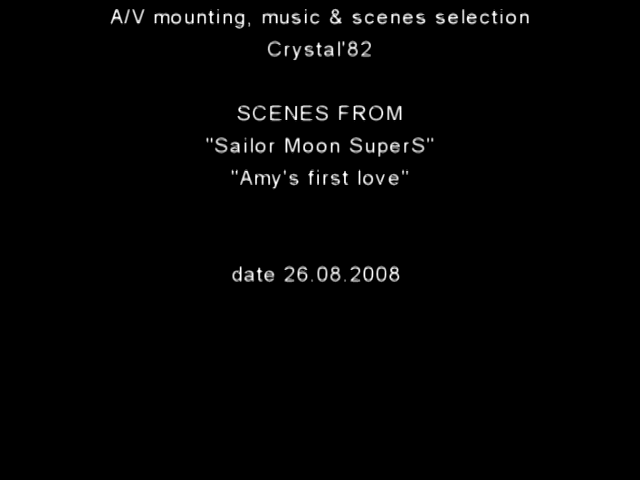 A/V mounting, music & scenes selection
Crystal'82
SCENES FROM
"Sailor Moon SuperS"
"Amy's first love"
date 26.08.2008